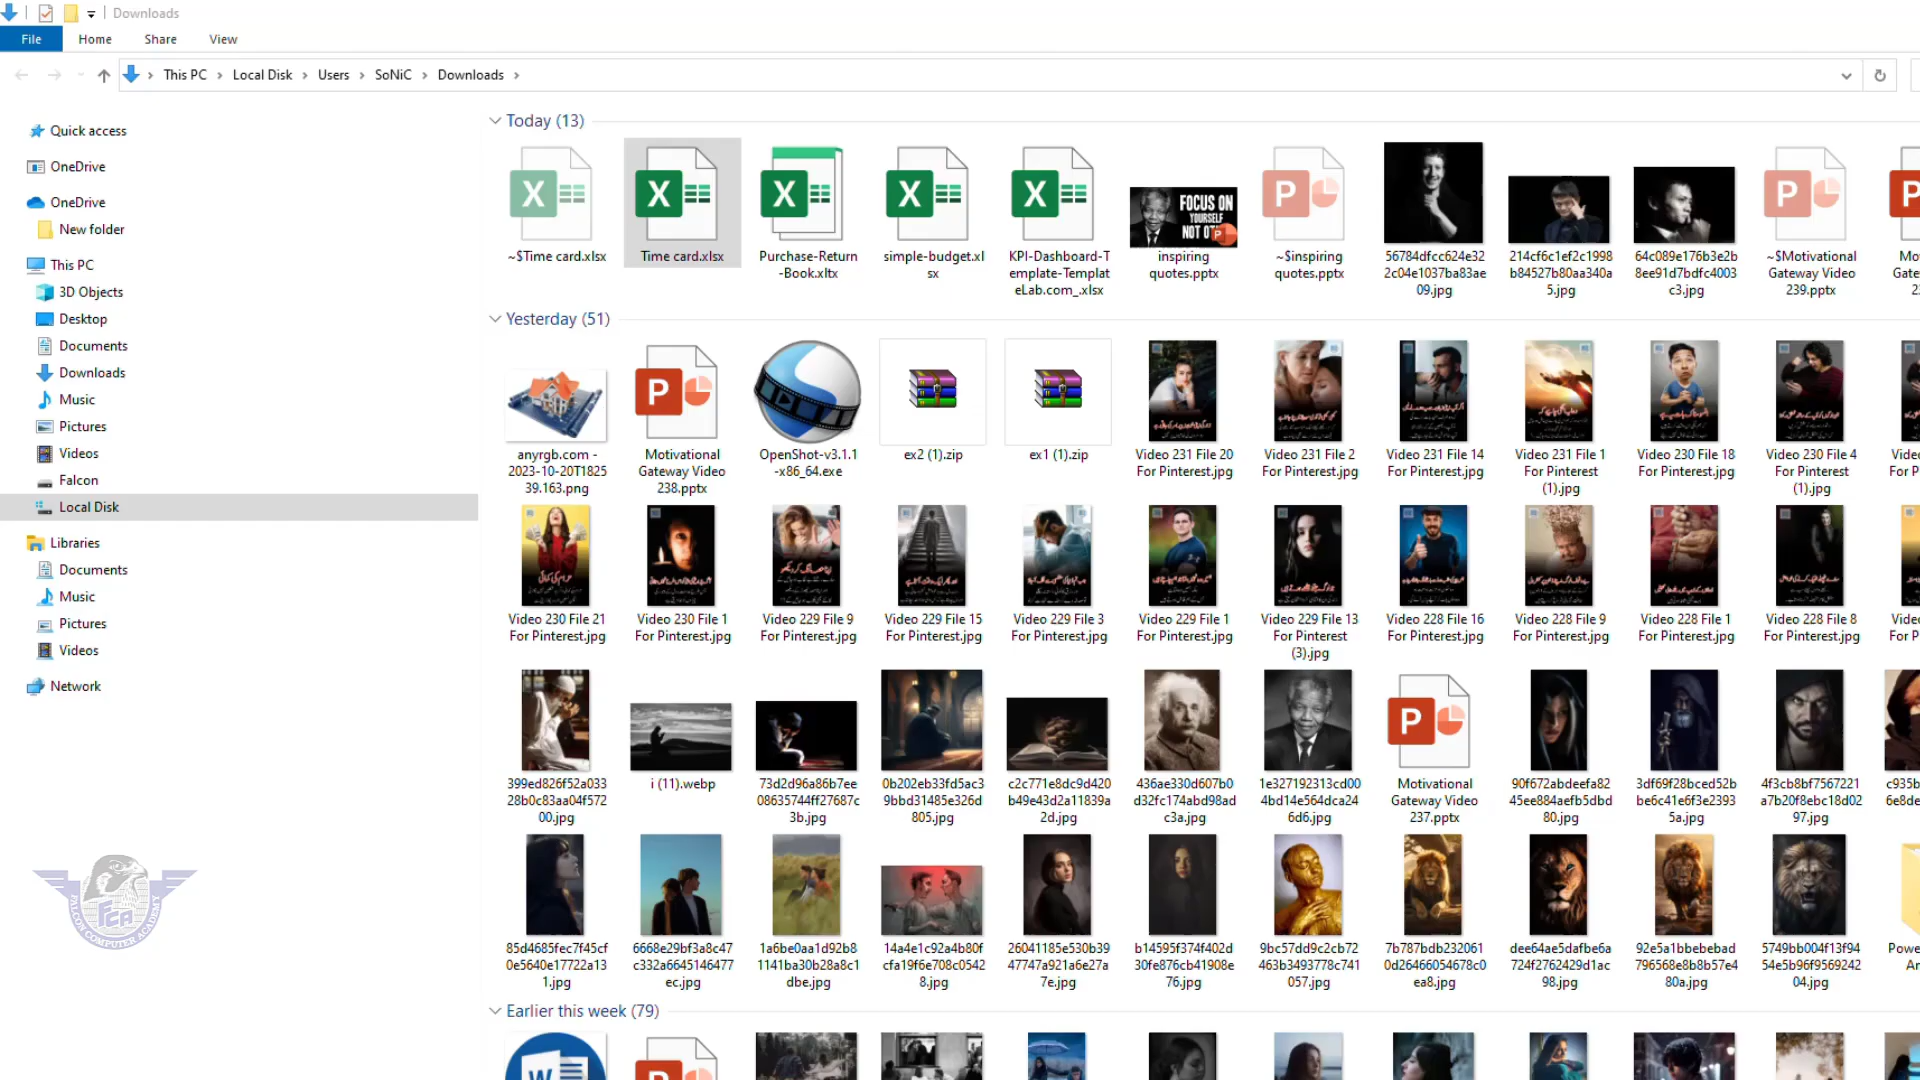 Downloads
File Home Share View
This PC Local Disk Users SoNiC Downloads
Quick access
OneDrive
OneDrive
New folder
This PC
3D Objects
Desktop
Documents
Downloads
Music
Pictures
Videos
Falcon
Local Disk
Libraries
Documents
Music
Pictures
Videos
Network
FCA
FALCON COMPUTER ACADEMY
Today (13)
~$Time card.xlsx
Time card.xlsx
Purchase-Return
-Book.xltx
simple-budget.xl
sx
KPI-Dashboard-T
emplate-Templat
eLab.com_.xlsx
FOCUS ON
YOURSELF
inspiring
quotes.pptx
~$inspiring
quotes.pptx
56784dfcc624e32
2c04e1037ba83ae
09.jpg
214cf6c1ef2c1998
b84527b80aa340a
5.jpg
64c089e176b3e2b
8ee91d7bdfc4003
c3.jpg
~$Motivational
Gateway Video
239.pptx
Yesterday (51)
anyrgb.com -
2023-10-20T1825
39.163.png
Motivational
Gateway Video
238.pptx
OpenShot-v3.1.1
-x86_64.exe
ex2 (1).zip
ex1 (1).zip
Video 231 File 20
For Pinterest.jpg
Video 231 File 2
For Pinterest.jpg
Video 231 File 14
For Pinterest.jpg
Video 231 File 1
For Pinterest
(1).jpg
Video 230 File 18
For Pinterest.jpg
Video 230 File 4
For Pinterest
(1).jpg
Video 230 File 21
For Pinterest.jpg
Video 230 File 1
For Pinterest.jpg
Video 229 File 9
For Pinterest.jpg
Video 229 File 15
For Pinterest.jpg
Video 229 File 3
For Pinterest.jpg
Video 229 File 1
For Pinterest.jpg
Video 229 File 13
For Pinterest
(3).jpg
Video 228 File 16
For Pinterest.jpg
Video 228 File 9
For Pinterest.jpg
Video 228 File 1
For Pinterest.jpg
Video 228 File 8
For Pinterest.jpg
399ed826f52a033
28b0c83aa04f572
00.jpg
i (11).webp
73d2d96a86b7ee
08635744ff27687c
3b.jpg
0b202eb33fd5ac3
9bbd31485e326d
805.jpg
c2c771e8dc9d420
b49e43d2a11839a
2d.jpg
436ae330d607b0
d32fc174abd98ad
c3a.jpg
1e327192313cd00
4bd14e564dca24
6d6.jpg
Motivational
Gateway Video
237.pptx
90f672abdeefa82
45ee884aefb5dbd
80.jpg
3df69f28bced52b
be6c41e6f3e2393
5a.jpg
4f3cb8bf7567221
a7b20f8ebc18d02
97.jpg
85d4685fec7f45cf
0e5640e17722a13
1.jpg
6668e29bf3a8c47
c332a6645146477
ec.jpg
1a6be0aa1d92b8
1141ba30b28a8c1
dbe.jpg
14a4e1c92a4b80f
cfa19f6e708c0542
8.jpg
26041185e530b39
47747a921a6e27a
7e.jpg
b14595f374f402d
30fe876cb41908e
76.jpg
9bc57dd9c2cb72
463b3493778c741
057.jpg
7b787bdb232061
0d26466054678c0
ea8.jpg
dee64ae5dafbe6a
724f2762429d1ac
98.jpg
92e5a1bbebebad
796568e8b8b57e4
80a.jpg
5749bb004f13f94
54e5b96f9569242
04.jpg
Earlier this week (79)